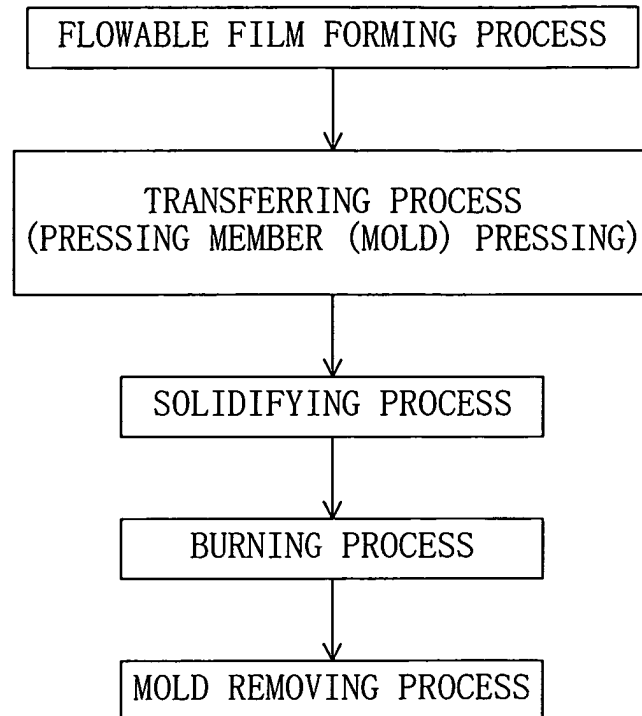 FLOWABLE FILM FORMING PROCESS
TRANSFERRING PROCESS
(PRESSING MEMBER (MOLD) PRESSING)
SOLIDIFYING PROCESS
BURNING PROCESS
MOLD REMOVING PROCESS